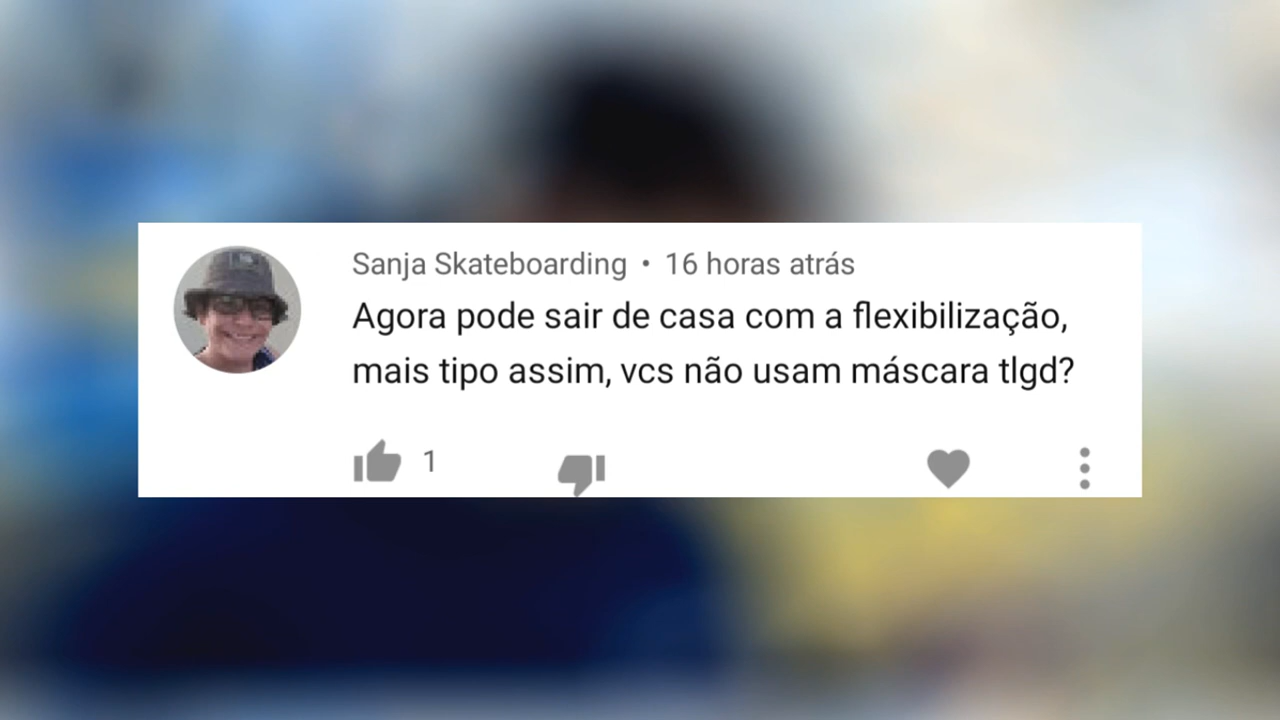 Sanja Skateboarding • 16 horas atrás
Agora pode sair de casa com a flexibilização,
mais tipo assim, vcs não usam máscara tlgd?
1